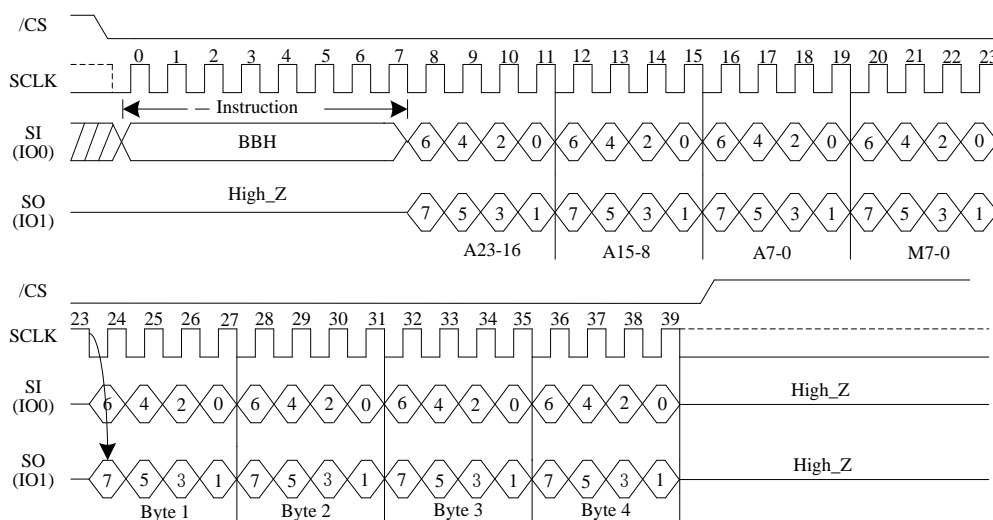 /CS
0 1 2 3 4 5 6 7 8 9 10 11 12 13 14 15 16 17 18 19 20 21 22 23
SCLK
Instruction
SI
(IO0)
BBH 6 4 2 0 6 4 2 0 6 4 2 0 6 4 2 0
High_Z
SO
(IO1)
7 5 3 1 7 5 3 1 7 5 3 1 7 5 3 1
A23-16 A15-8 A7-0 M7-0
/CS
23 24 25 26 27 28 29 30 31 32 33 34 35 36 37 38 39
SCLK
SI
(IO0)
6 4 2 0 6 4 2 0 6 4 2 0 6 4 2 0 High_Z
SO
(IO1)
7 5 3 1 7 5 3 1 7 5 3 1 7 5 3 1 High_Z
Byte 1 Byte 2 Byte 3 Byte 4